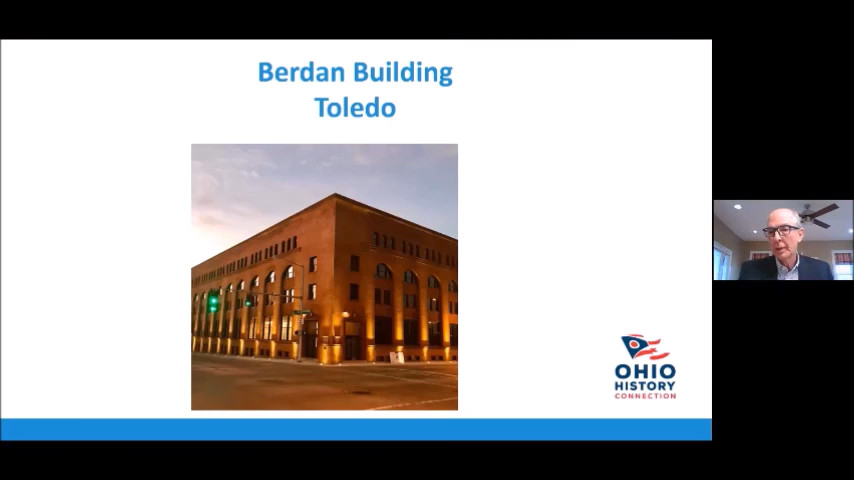 Berdan Building
Toledo
OHIO
HISTORY
CONNECTION